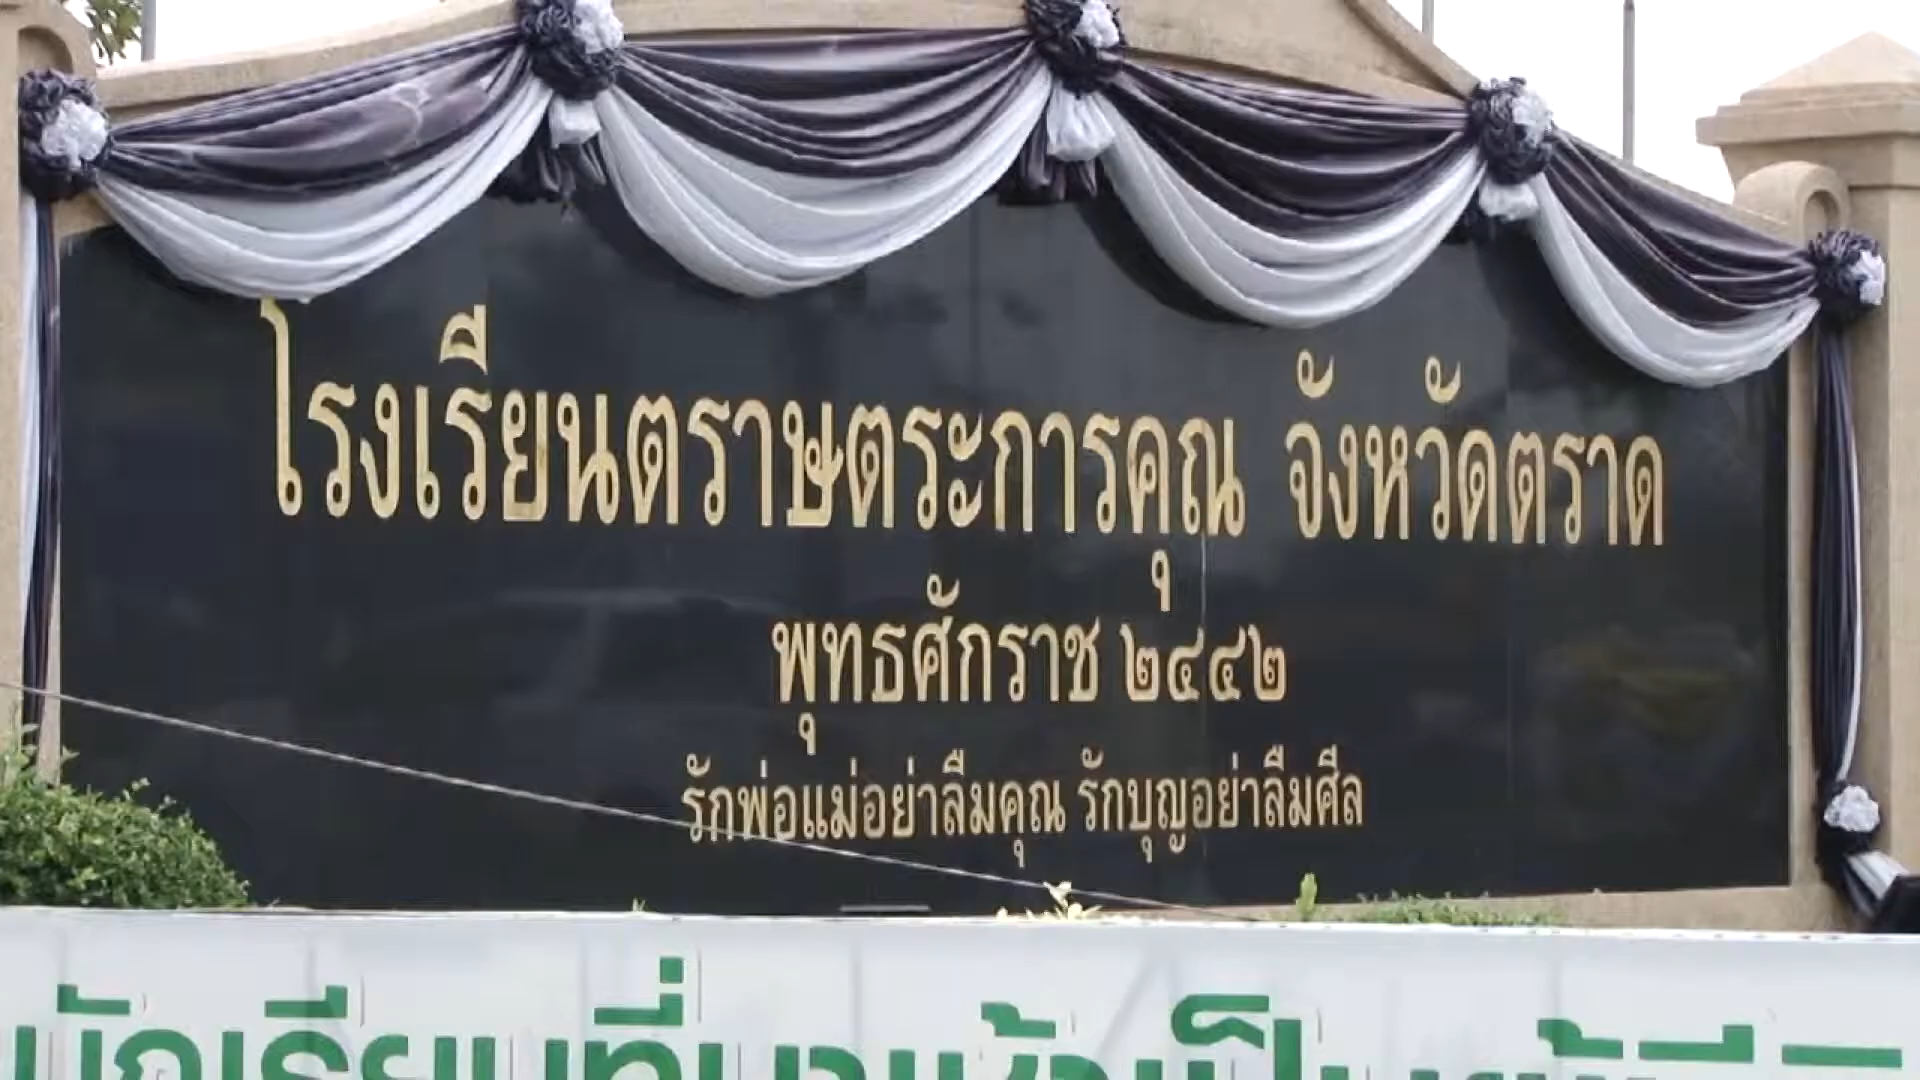 โรงเรียนตราษตระการคุณ จังหวัดตราด
พุทธศักราช ๒๔๔๒
รักพ่อแม่อย่าลืมคุณ รักบุญอย่าลืมศีล